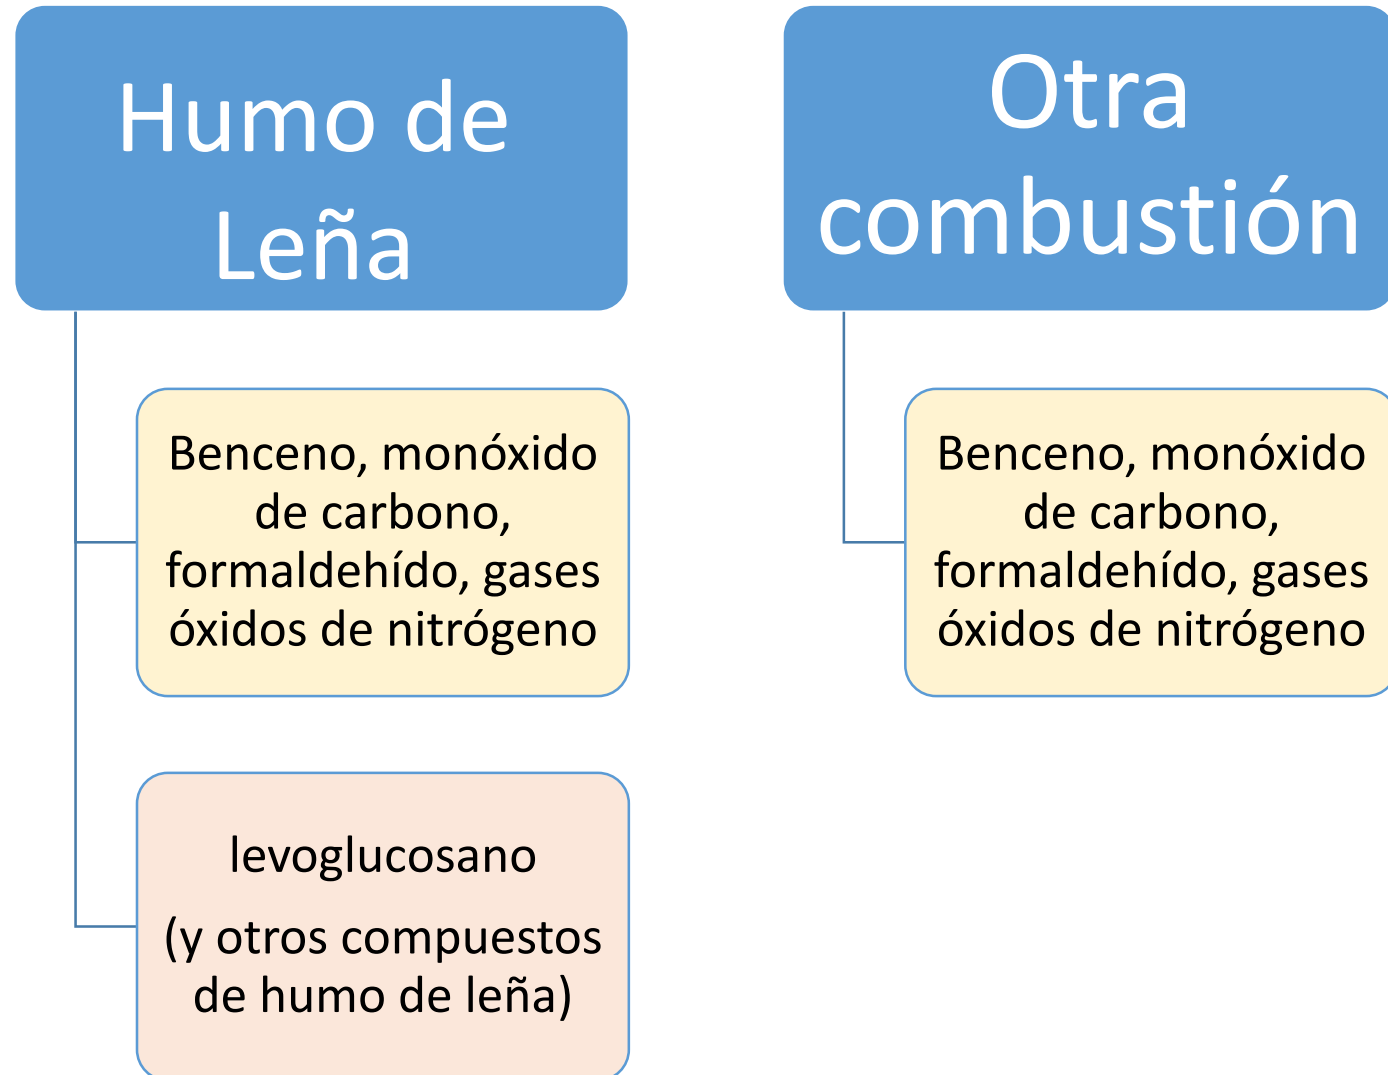 Humo de
Leña
Benceno, monóxido
de carbono,
formaldehído, gases
óxidos de nitrógeno
levoglucosano
(y otros compuestos
de humo de leña)
Otra
combustión
Benceno, monóxido
de carbono,
formaldehído, gases
óxidos de nitrógeno